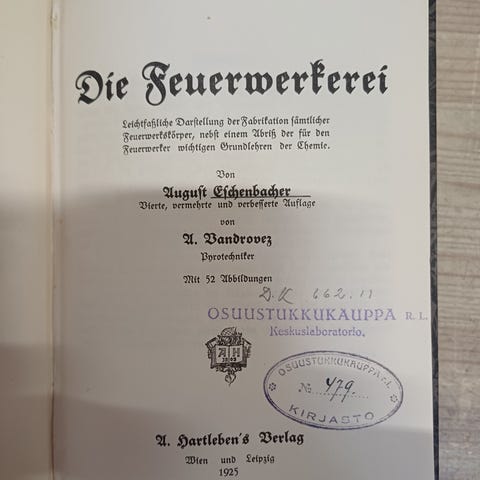 Die Feuerwerkerei
Leichtfaßliche Darstellung der Fabrikation sämtlicher
Feuerwerkskörper, nebst einem Abriß der für den
Feuerwerker wichtigen Grundlehren der Chemie.
Von
August Eschenbacher
Vierte, vermehrte und verbesserte Auflage
von
A. Vandrovez
Pyrotechniker
Mit 52 Abbildungen
D.K 662.11
OSUUSTUKKUKAUPPA R. L.
Keskuslaboratorio.
A H
OSUUSTUKKUKAUPPA r.l.
No 479.
KIRJASTO
A. Hartleben's Verlag
Wien und Leipzig
1925